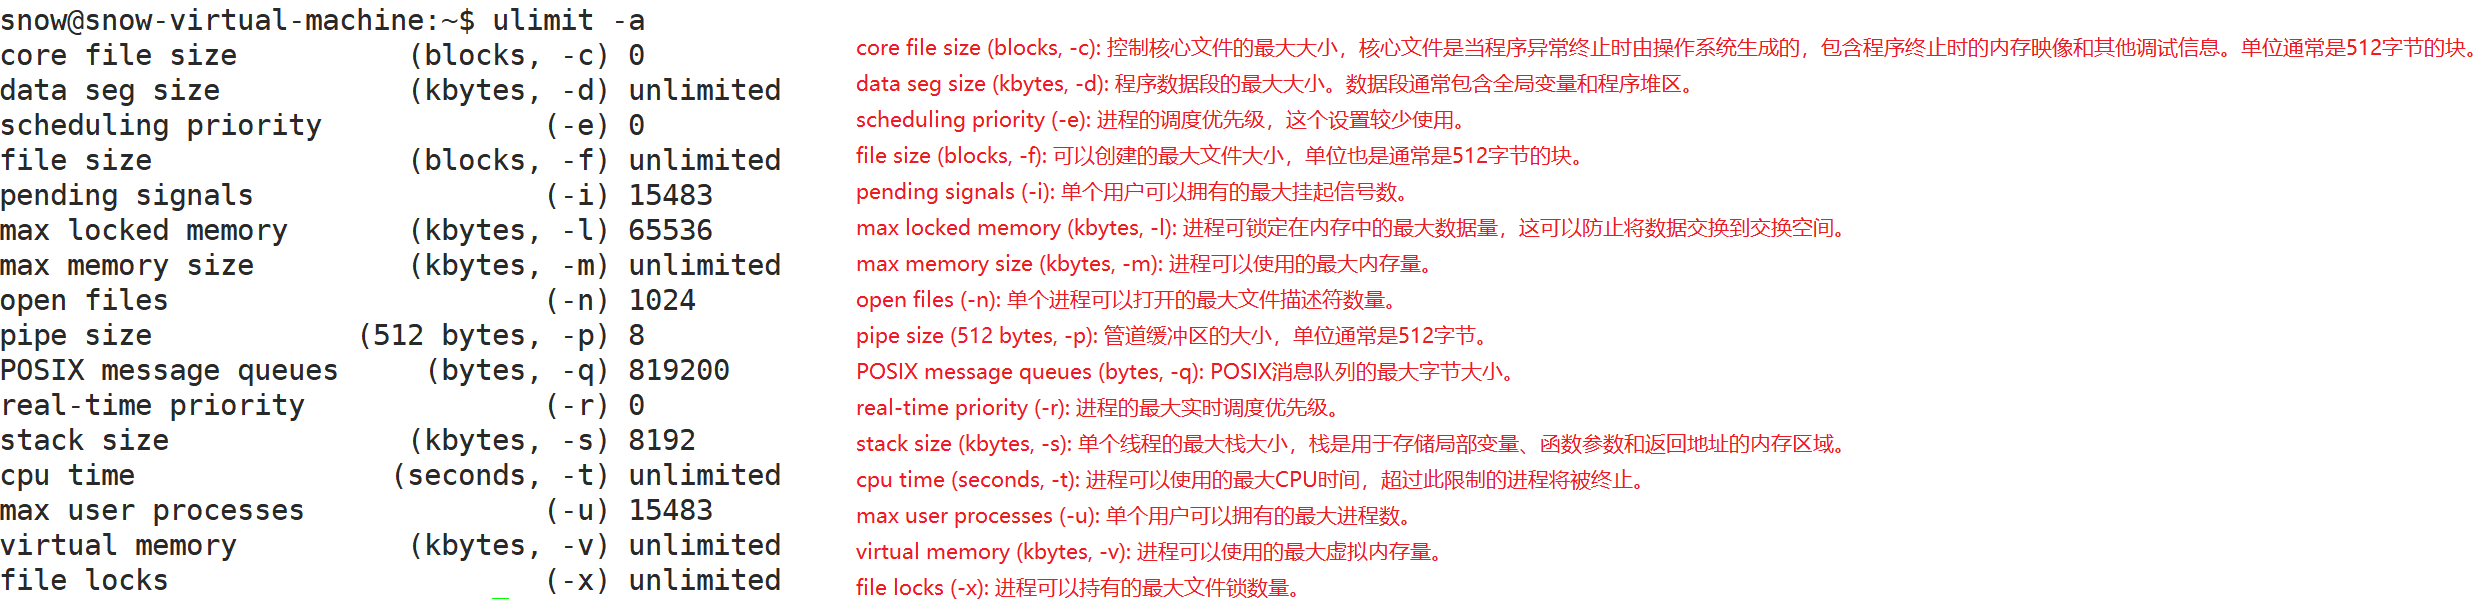 snow@snow-virtual-machine:~$ ulimit -a
core file size          (blocks, -c) 0
data seg size           (kbytes, -d) unlimited
scheduling priority             (-e) 0
file size               (blocks, -f) unlimited
pending signals                 (-i) 15483
max locked memory       (kbytes, -l) 65536
max memory size         (kbytes, -m) unlimited
open files                      (-n) 1024
pipe size            (512 bytes, -p) 8
POSIX message queues     (bytes, -q) 819200
real-time priority              (-r) 0
stack size              (kbytes, -s) 8192
cpu time               (seconds, -t) unlimited
max user processes              (-u) 15483
virtual memory          (kbytes, -v) unlimited
file locks                      (-x) unlimited
core file size (blocks, -c): 控制核心文件的最大大小，核心文件是当程序异常终止时由操作系统生成的，包含程序终止时的内存映像和其他调试信息。单位通常是512字节的块。
data seg size (kbytes, -d): 程序数据段的最大大小。数据段通常包含全局变量和程序堆区。
scheduling priority (-e): 进程的调度优先级，这个设置较少使用。
file size (blocks, -f): 可以创建的最大文件大小，单位也是通常是512字节的块。
pending signals (-i): 单个用户可以拥有的最大挂起信号数。
max locked memory (kbytes, -l): 进程可锁定在内存中的最大数据量，这可以防止将数据交换到交换空间。
max memory size (kbytes, -m): 进程可以使用的最大内存量。
open files (-n): 单个进程可以打开的最大文件描述符数量。
pipe size (512 bytes, -p): 管道缓冲区的大小，单位通常是512字节。
POSIX message queues (bytes, -q): POSIX消息队列的最大字节大小。
real-time priority (-r): 进程的最大实时调度优先级。
stack size (kbytes, -s): 单个线程的最大栈大小，栈是用于存储局部变量、函数参数和返回地址的内存区域。
cpu time (seconds, -t): 进程可以使用的最大CPU时间，超过此限制的进程将被终止。
max user processes (-u): 单个用户可以拥有的最大进程数。
virtual memory (kbytes, -v): 进程可以使用的最大虚拟内存量。
file locks (-x): 进程可以持有的最大文件锁数量。